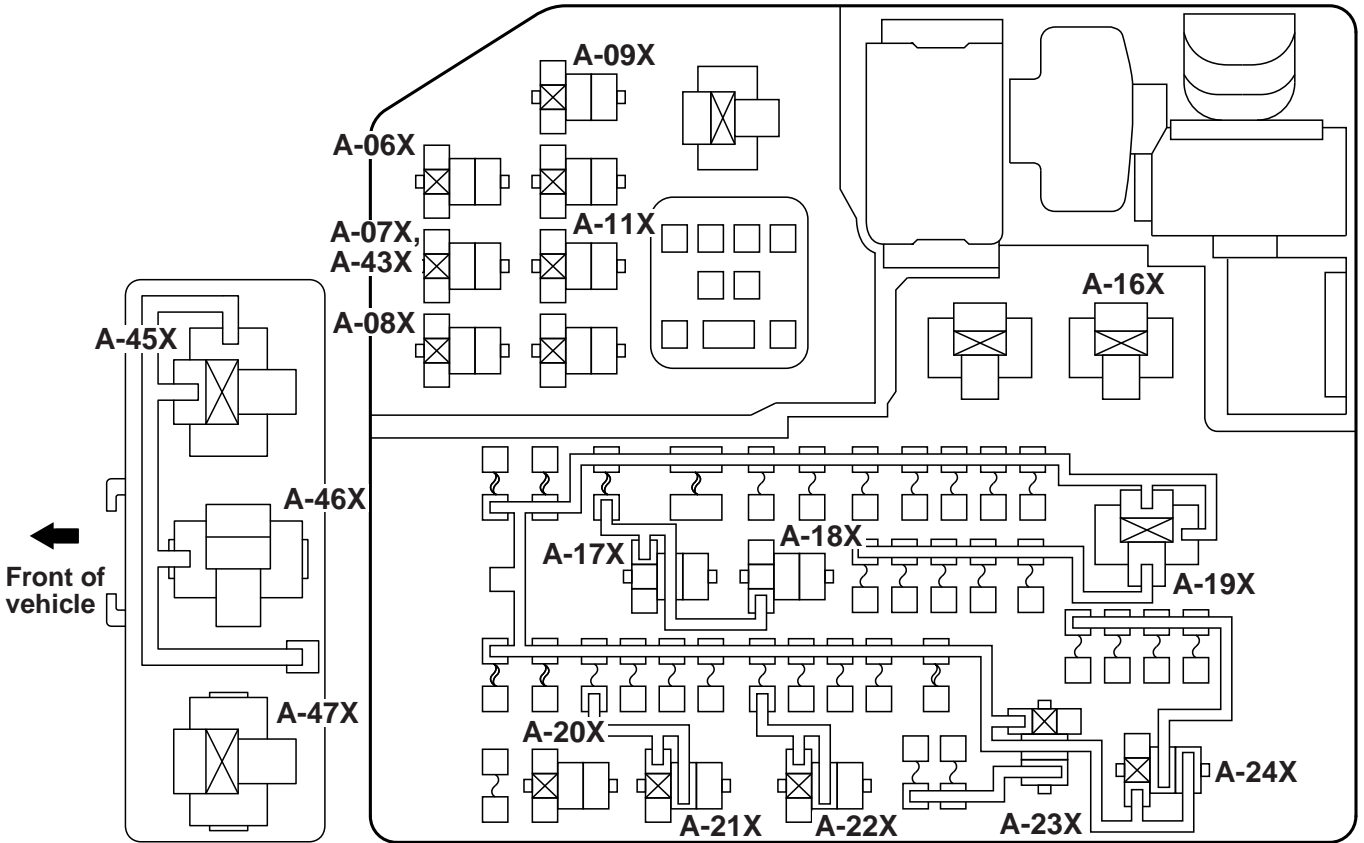 A-09X
A-06X
A-07X,
A-43X
A-11X
A-08X
A-16X
A-45X
A-46X
Front of
vehicle
A-17X
A-18X
A-19X
A-47X
A-20X
A-21X
A-22X
A-23X
A-24X